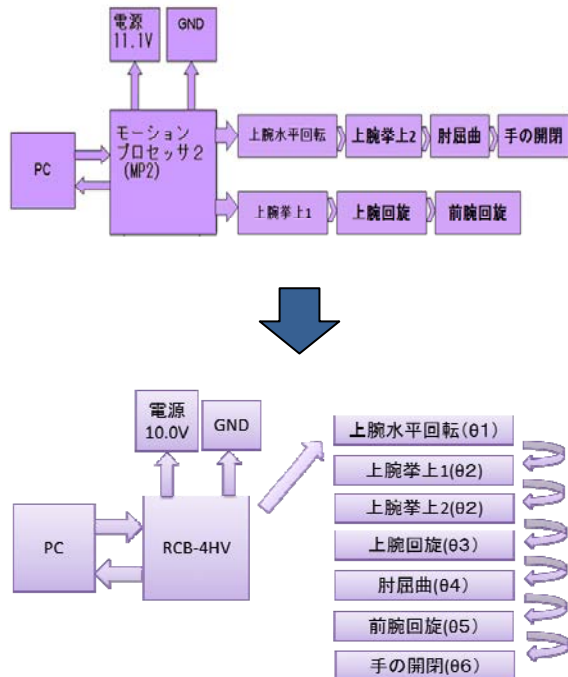 電源
11.1V
GND
PC
モーション
プロセッサ2
(MP2)
上腕水平回転
上腕挙上2
肘屈曲
手の開閉
上腕挙上1
上腕回旋
前腕回旋
電源
10.0V
GND
PC
RCB-4HV
上腕水平回転(θ1)
上腕挙上1(θ2)
上腕挙上2(θ2)
上腕回旋(θ3)
肘屈曲(θ4)
前腕回旋(θ5)
手の開閉(θ6)